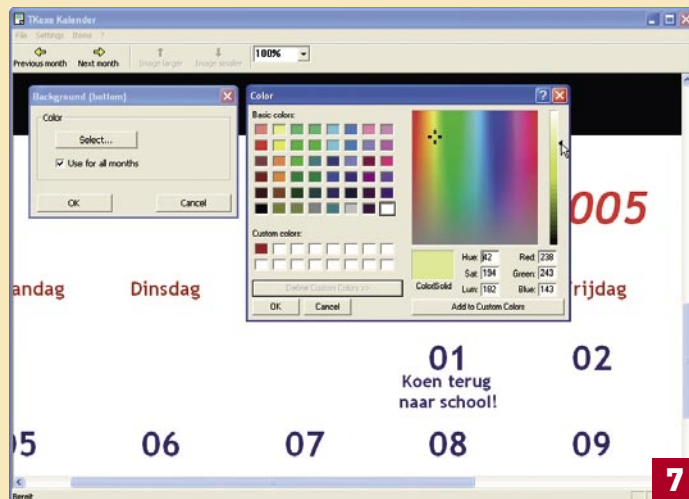 TKexe Kalender
File Settings Items ?
Previous month Next month Image larger Image smaller 100%
Background (bottom)
Color
Select...
Use for all months
OK Cancel
Color
Basic colors:
Custom colors:
Define Custom Colors >>
OK Cancel
Hue: 42 Red: 238
Sat: 194 Green: 243
Color|Solid Lum: 182 Blue: 143
Add to Custom Colors
005
andag Dinsdag rijdag
01 02
Koen terug
naar school!
05 06 07 08 09
Bereit
7